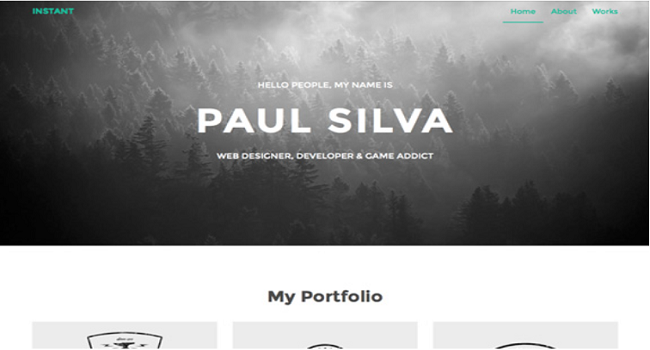 INSTANT
Home About Works
HELLO PEOPLE, MY NAME IS
PAUL SILVA
WEB DESIGNER, DEVELOPER & GAME ADDICT
My Portfolio